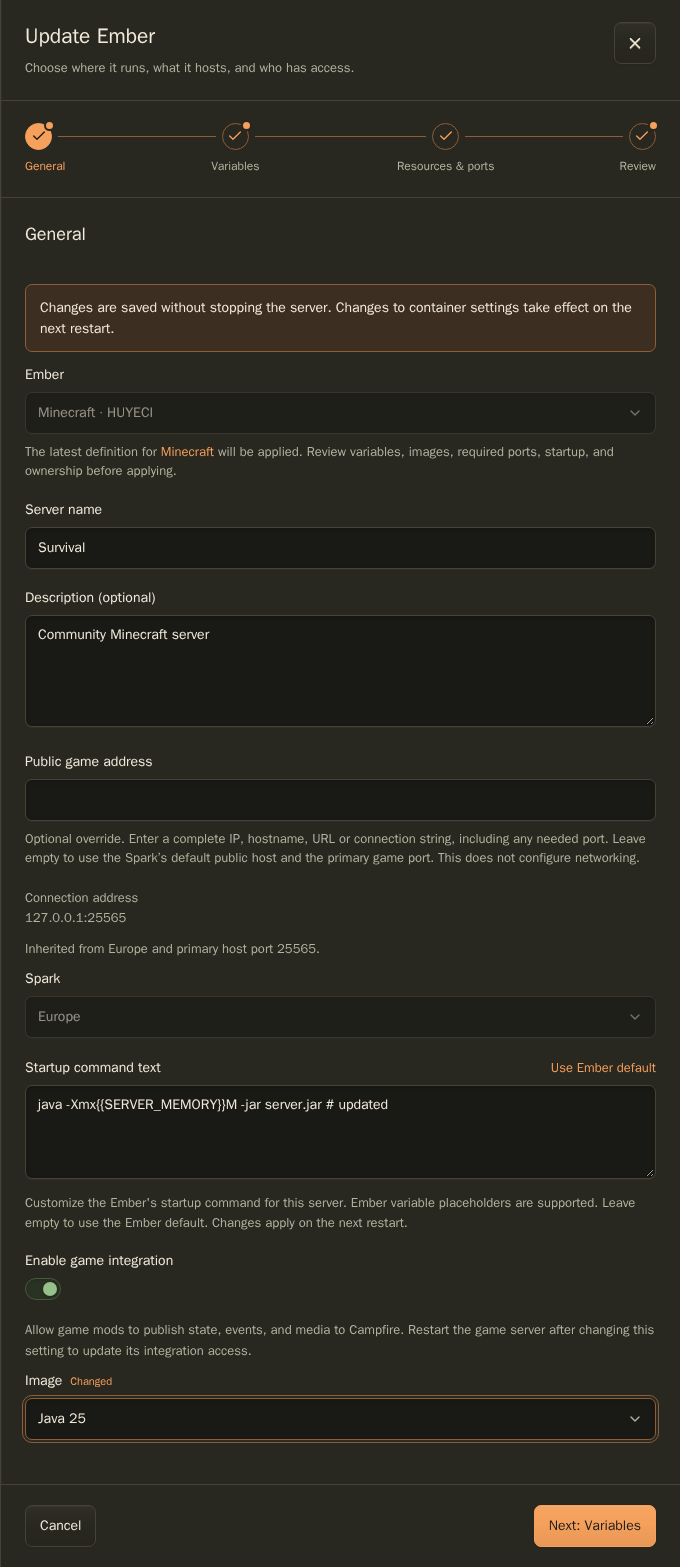 Update Ember
Choose where it runs, what it hosts, and who has access.
General
Variables
Resources & ports
Review
General
Changes are saved without stopping the server. Changes to container settings take effect on the
next restart.
Ember
Minecraft · HUYECI
The latest definition for Minecraft will be applied. Review variables, images, required ports, startup, and
ownership before applying.
Server name
Survival
Description (optional)
Community Minecraft server
Public game address
Optional override. Enter a complete IP, hostname, URL or connection string, including any needed port. Leave
empty to use the Spark's default public host and the primary game port. This does not configure networking.
Connection address
127.0.0.1:25565
Inherited from Europe and primary host port 25565.
Spark
Europe
Startup command text
Use Ember default
java -Xmx{{SERVER_MEMORY}}M -jar server.jar # updated
Customize the Ember's startup command for this server. Ember variable placeholders are supported. Leave
empty to use the Ember default. Changes apply on the next restart.
Enable game integration
Allow game mods to publish state, events, and media to Campfire. Restart the game server after changing this
setting to update its integration access.
Image Changed
Java 25
Cancel
Next: Variables